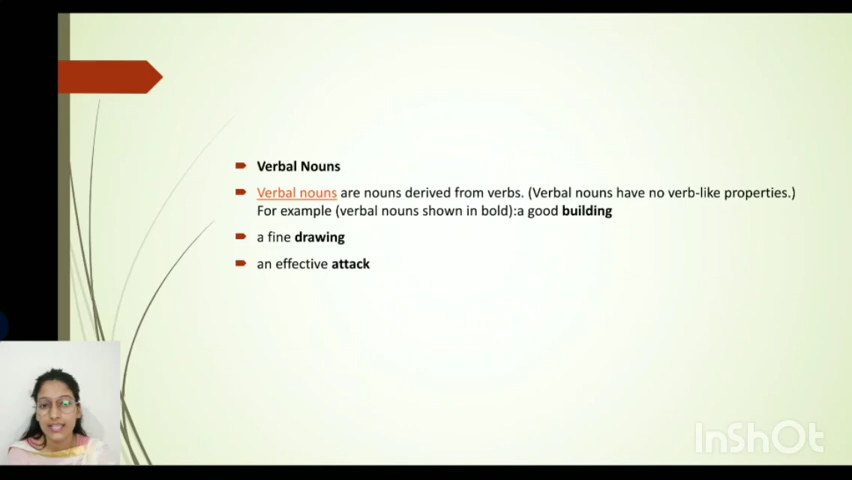 Verbal Nouns
Verbal nouns are nouns derived from verbs. (Verbal nouns have no verb-like properties.)
For example (verbal nouns shown in bold):a good building
a fine drawing
an effective attack
InShOt